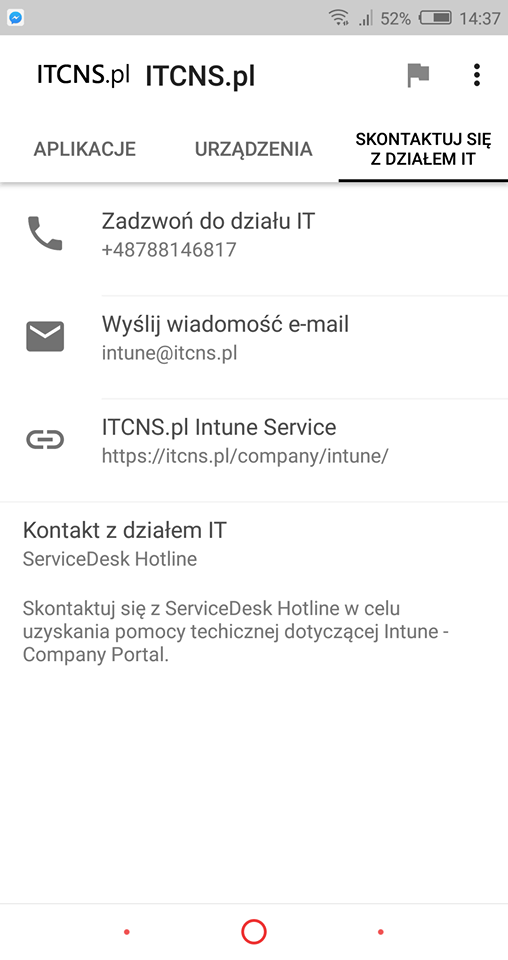 52% 14:37
ITCNS.pl ITCNS.pl
APLIKACJE URZĄDZENIA SKONTAKTUJ SIĘ
Z DZIAŁEM IT
Zadzwoń do działu IT
+48788146817
Wyślij wiadomość e-mail
intune@itcns.pl
ITCNS.pl Intune Service
https://itcns.pl/company/intune/
Kontakt z działem IT
ServiceDesk Hotline
Skontaktuj się z ServiceDesk Hotline w celu
uzyskania pomocy techicznej dotyczącej Intune -
Company Portal.